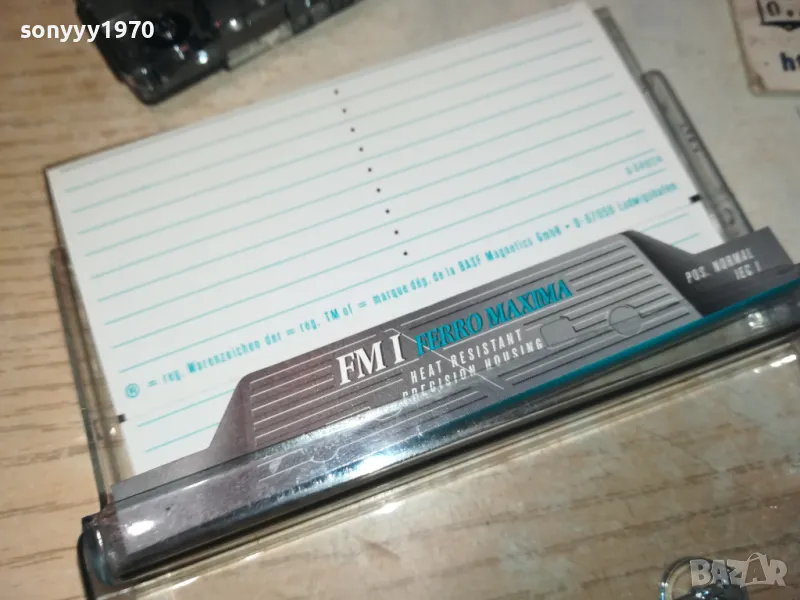 sonyyy1970
® = reg. Warenzeichen der = reg. TM of = marque dép. de la BASF Magnetics GmbH • D-67059 Ludwigshafen
POS. NORMAL
IEC I
FM I FERRO MAXIMA
HEAT RESISTANT
PRECISION HOUSING
BAZAR